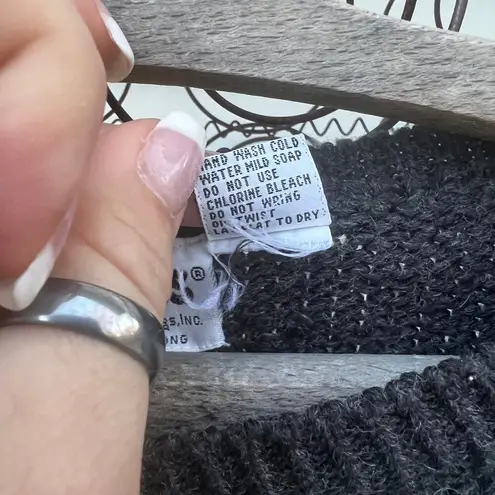 HAND WASH COLD
WATER MILD SOAP
DO NOT USE
CHLORINE BLEACH
DO NOT WRING
OR TWIST
LAY FLAT TO DRY
®
, INC.
ONG